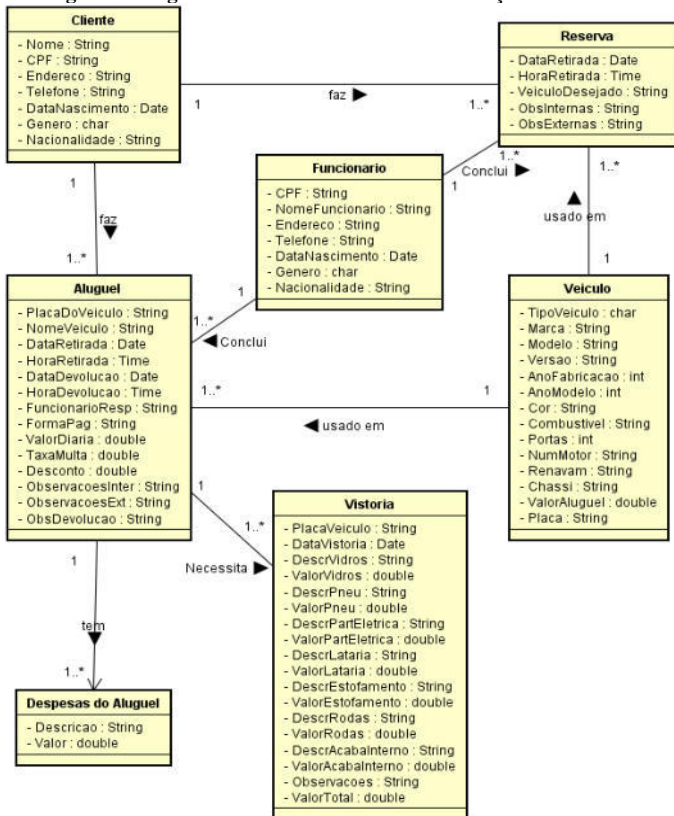 Cliente
- Nome : String
- CPF : String
- Endereco : String
- Telefone : String
- DataNascimento : Date
- Genero : char
- Nacionalidade : String
Reserva
- DataRetirada : Date
- HoraRetirada : Time
- VeiculoDesejado : String
- ObsInternas : String
- ObsExternas : String
1
faz
1..*
Funcionario
- CPF : String
- NomeFuncionario : String
- Endereco : String
- Telefone : String
- DataNascimento : Date
- Genero : char
- Nacionalidade : String
1
Conclui
1..*
1..*
usado em
1
1
faz
1..*
1
1..*
Conclui
Aluguel
- PlacaDoVeiculo : String
- NomeVeiculo : String
- DataRetirada : Date
- HoraRetirada : Time
- DataDevolucao : Date
- HoraDevolucao : Time
- FuncionarioResp : String
- FormaPag : String
- ValorDiaria : double
- TaxaMulta : double
- Desconto : double
- ObservacoesInter : String
- ObservacoesExt : String
- ObsDevolucao : String
Veiculo
- TipoVeiculo : char
- Marca : String
- Modelo : String
- Versao : String
- AnoFabricacao : int
- AnoModelo : int
- Cor : String
- Combustivel : String
- Portas : int
- NumMotor : String
- Renavam : String
- Chassi : String
- ValorAluguel : double
- Placa : String
1..*
usado em
1
1
Necessita
1..*
Vistoria
- PlacaVeiculo : String
- DataVistoria : Date
- DescrVidros : String
- ValorVidros : double
- DescrPneu : String
- ValorPneu : double
- DescrPartEletrica : String
- ValorPartEletrica : double
- DescrLataria : String
- ValorLataria : double
- DescrEstofamento : String
- ValorEstofamento : double
- DescrRodas : String
- ValorRodas : double
- DescrAcabaInterno : String
- ValorAcabaInterno : double
- Observacoes : String
- ValorTotal : double
1
tem
1..*
Despesas do Aluguel
- Descricao : String
- Valor : double